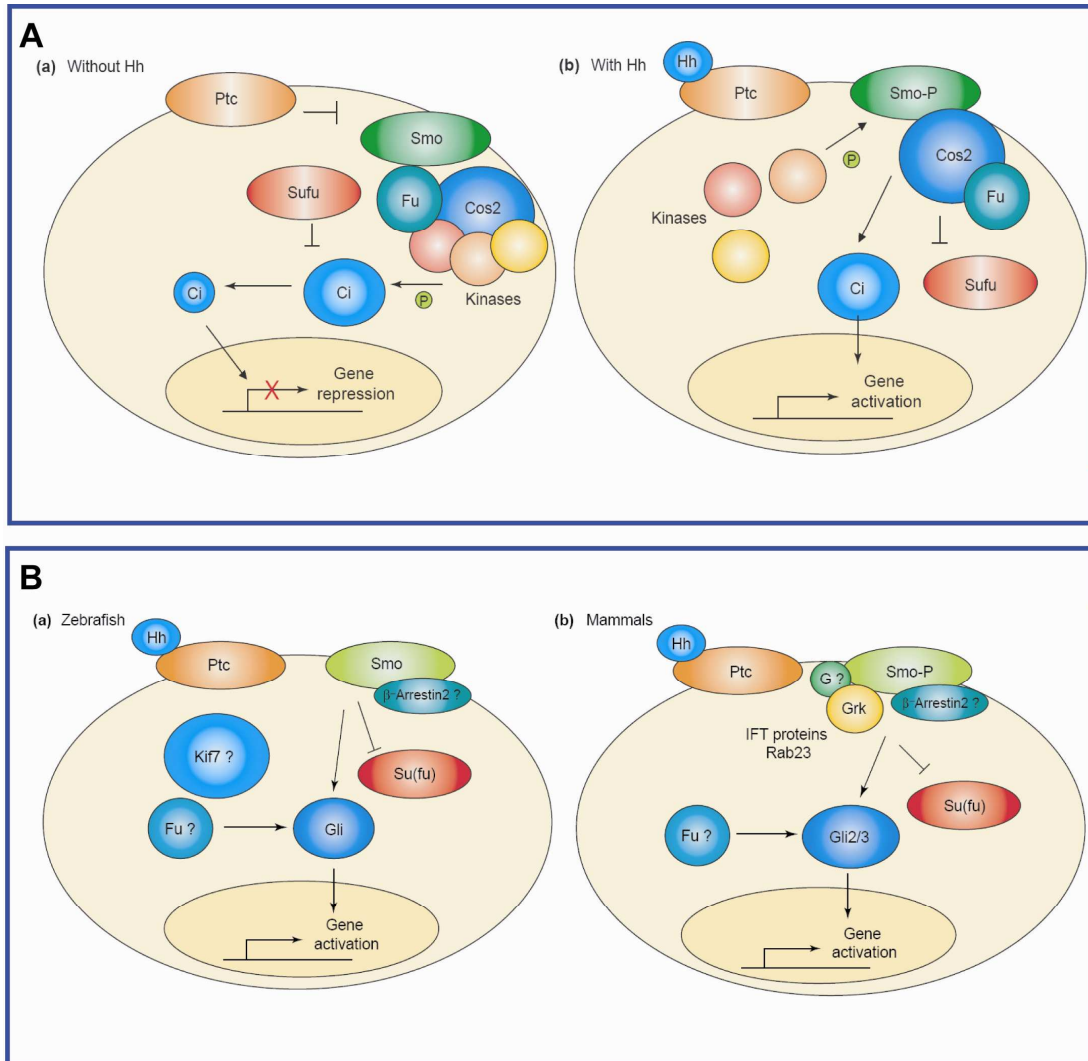 A
(a) Without Hh
Ptc
Smo
Sufu
Fu
Cos2
Ci
Ci
P
Kinases
Gene
repression
X
(b) With Hh
Hh
Ptc
Smo-P
P
Cos2
Fu
Kinases
Ci
Sufu
Gene
activation
B
(a) Zebrafish
Hh
Ptc
Smo
β-Arrestin2 ?
Kif7 ?
Su(fu)
Fu ?
Gli
Gene
activation
(b) Mammals
Hh
Ptc
G ?
Smo-P
Grk
β-Arrestin2 ?
IFT proteins
Rab23
Su(fu)
Fu ?
Gli2/3
Gene
activation